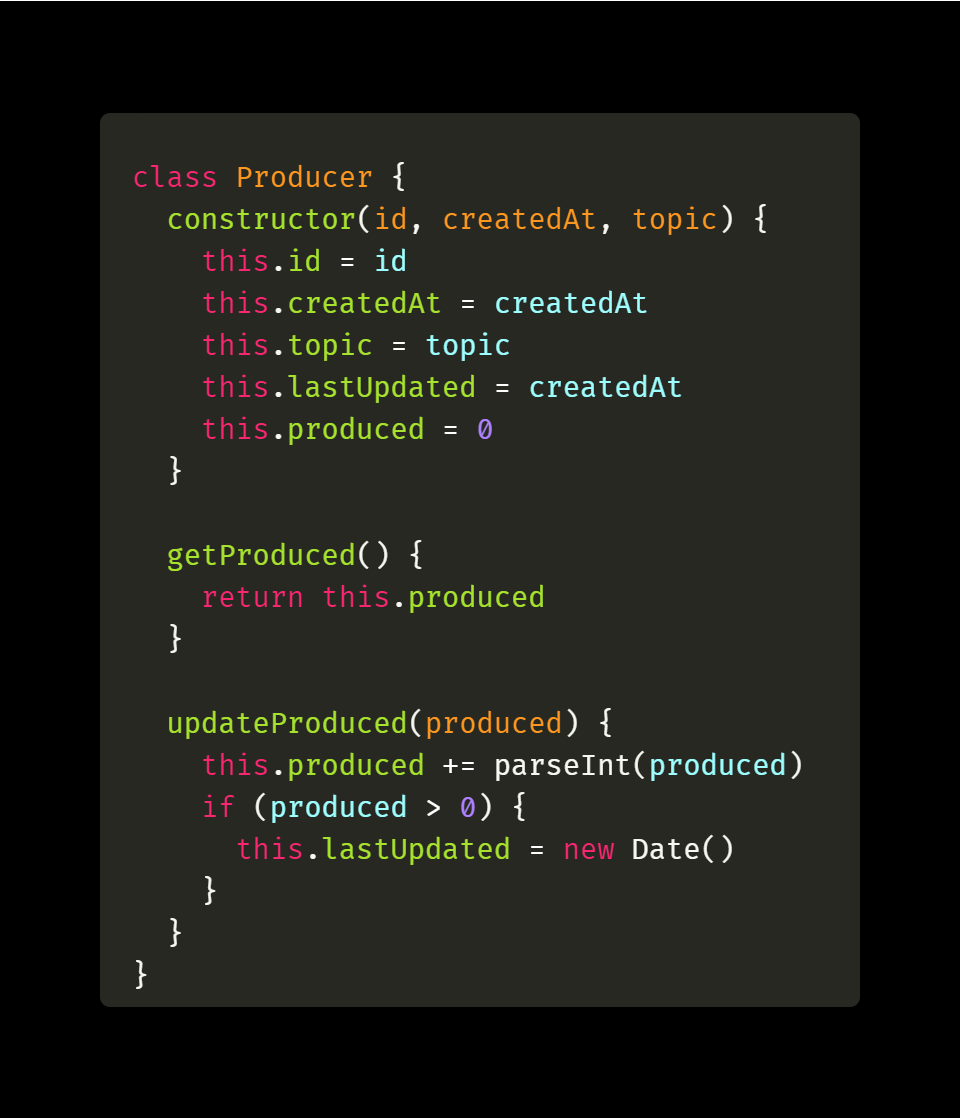 class Producer {
  constructor(id, createdAt, topic) {
    this.id = id
    this.createdAt = createdAt
    this.topic = topic
    this.lastUpdated = createdAt
    this.produced = 0
  }

  getProduced() {
    return this.produced
  }

  updateProduced(produced) {
    this.produced += parseInt(produced)
    if (produced > 0) {
      this.lastUpdated = new Date()
    }
  }
}